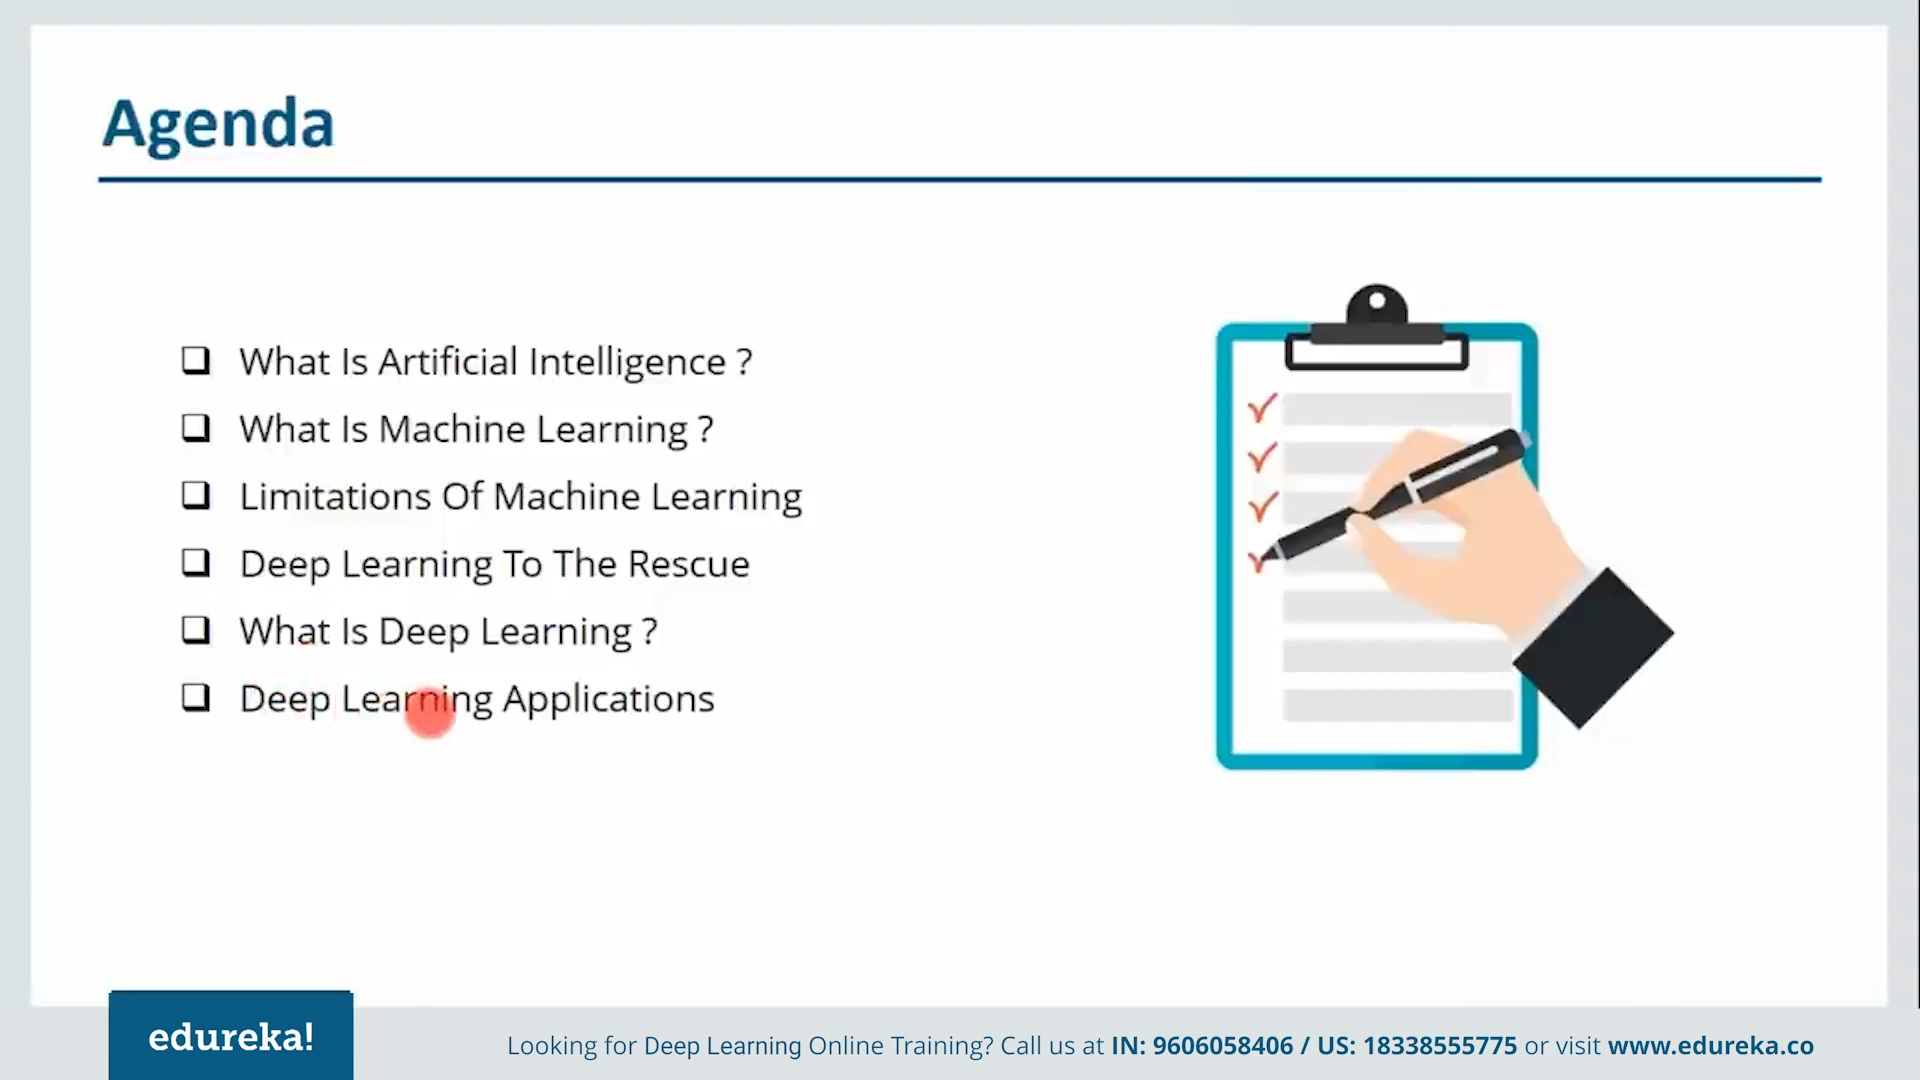 Agenda
What Is Artificial Intelligence ?
What Is Machine Learning ?
Limitations Of Machine Learning
Deep Learning To The Rescue
What Is Deep Learning ?
Deep Learning Applications
edureka!
Looking for Deep Learning Online Training? Call us at IN: 9606058406 / US: 18338555775 or visit www.edureka.co